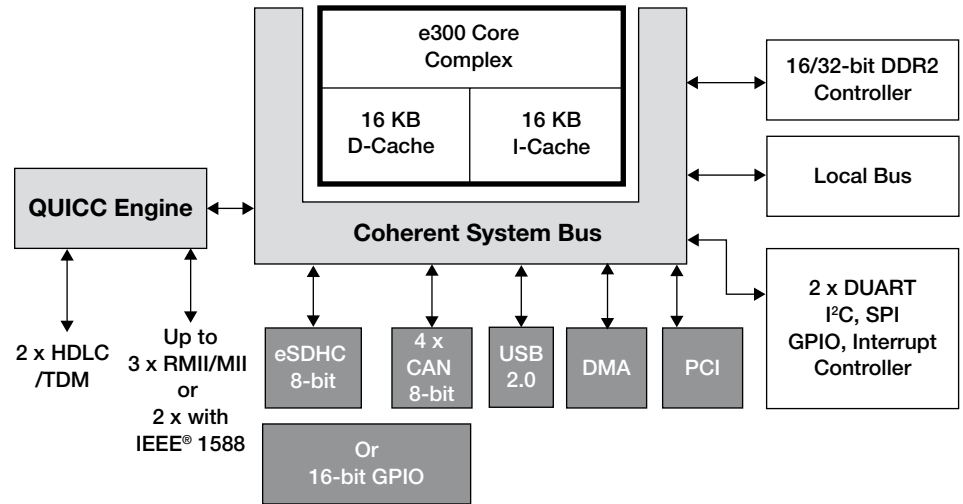 e300 Core
Complex
16 KB
D-Cache
16 KB
I-Cache
16/32-bit DDR2
Controller
Local Bus
QUICC Engine
Coherent System Bus
2 x DUART
I²C, SPI
GPIO, Interrupt
Controller
2 x HDLC
/TDM
Up to
3 x RMII/MII
or
2 x with
IEEE® 1588
eSDHC
8-bit
4 x
CAN
8-bit
USB
2.0
DMA
PCI
Or
16-bit GPIO